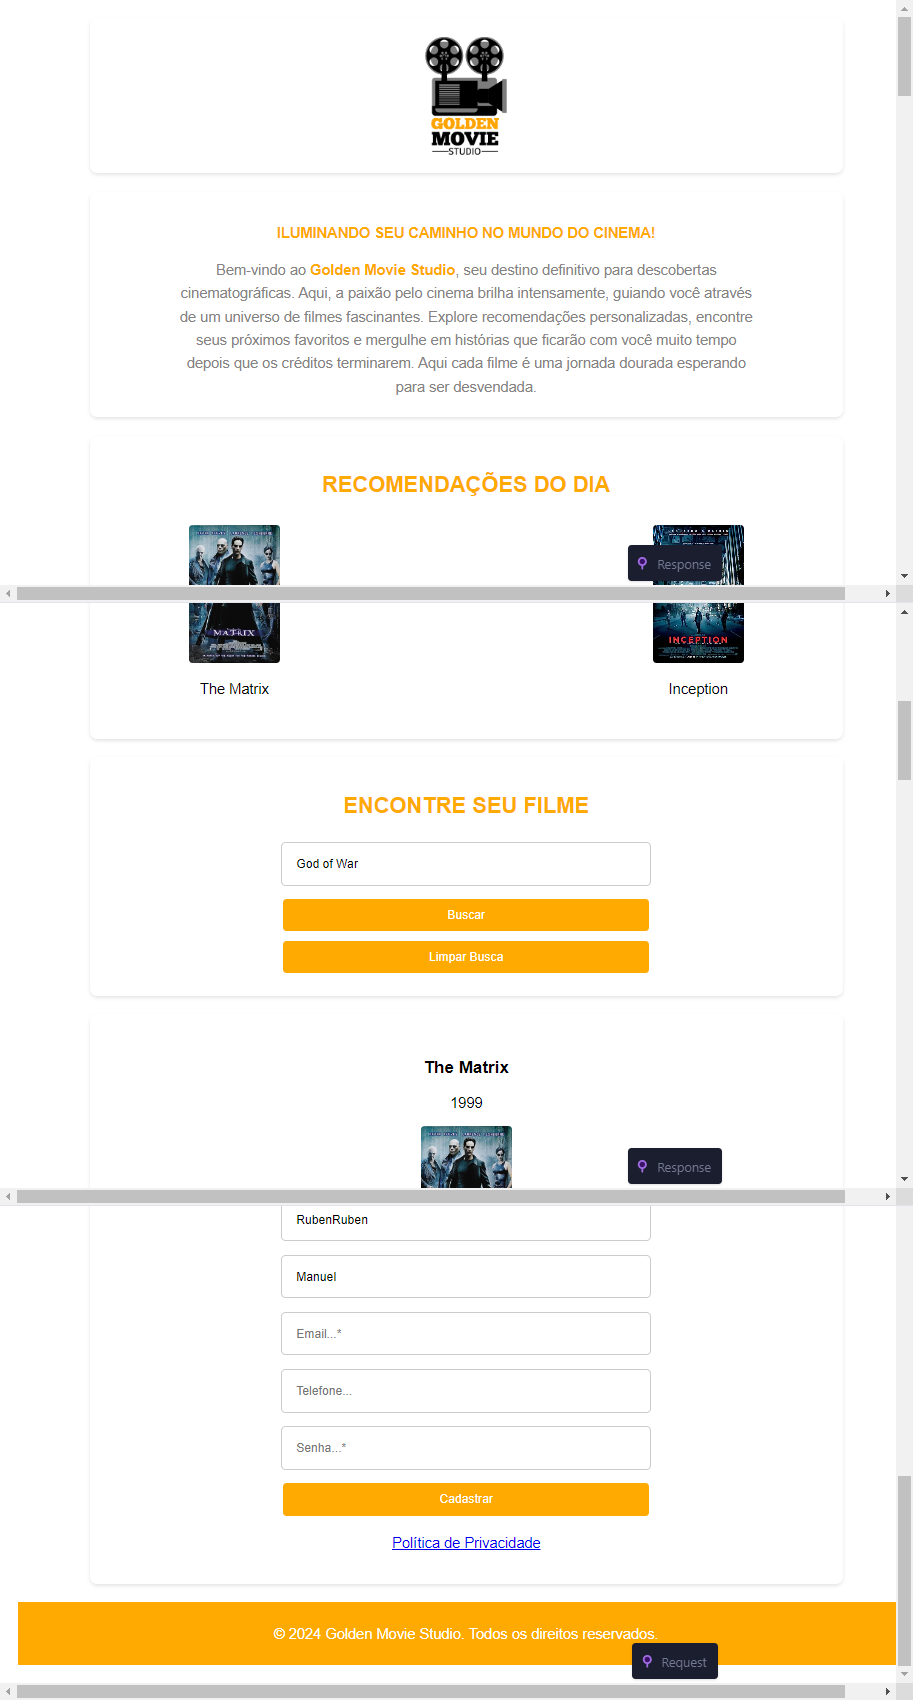 GOLDEN
MOVIE
STUDIO
ILUMINANDO SEU CAMINHO NO MUNDO DO CINEMA!
Bem-vindo ao Golden Movie Studio, seu destino definitivo para descobertas
cinematográficas. Aqui, a paixão pelo cinema brilha intensamente, guiando você através
de um universo de filmes fascinantes. Explore recomendações personalizadas, encontre
seus próximos favoritos e mergulhe em histórias que ficarão com você muito tempo
depois que os créditos terminarem. Aqui cada filme é uma jornada dourada esperando
para ser desvendada.
RECOMENDAÇÕES DO DIA
Response
MATRIX
INCEPTION
The Matrix
Inception
ENCONTRE SEU FILME
God of War
Buscar
Limpar Busca
The Matrix
1999
Response
RubenRuben
Manuel
Email...*
Telefone...
Senha...*
Cadastrar
Política de Privacidade
© 2024 Golden Movie Studio. Todos os direitos reservados.
Request